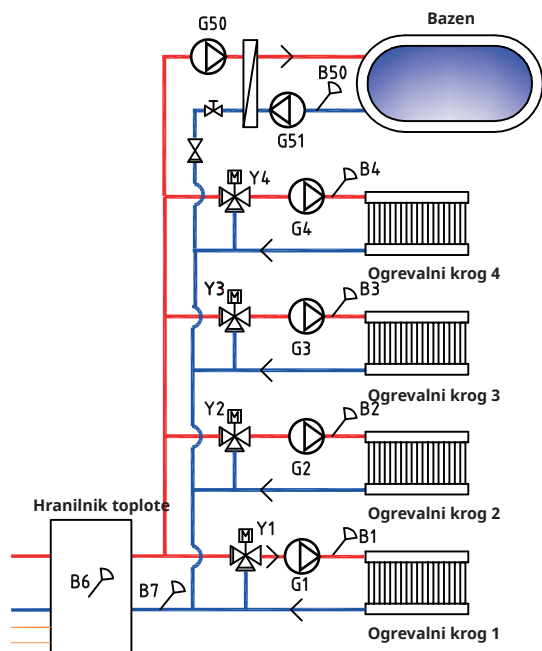 G50
Bazen
B50
G51
M
Y4
B4
G4
Ogrevalni krog 4
Y3
M
B3
G3
Ogrevalni krog 3
Y2
M
B2
G2
Hranilnik toplote
Ogrevalni krog 2
M
Y1
B1
B6
B7
G1
Ogrevalni krog 1